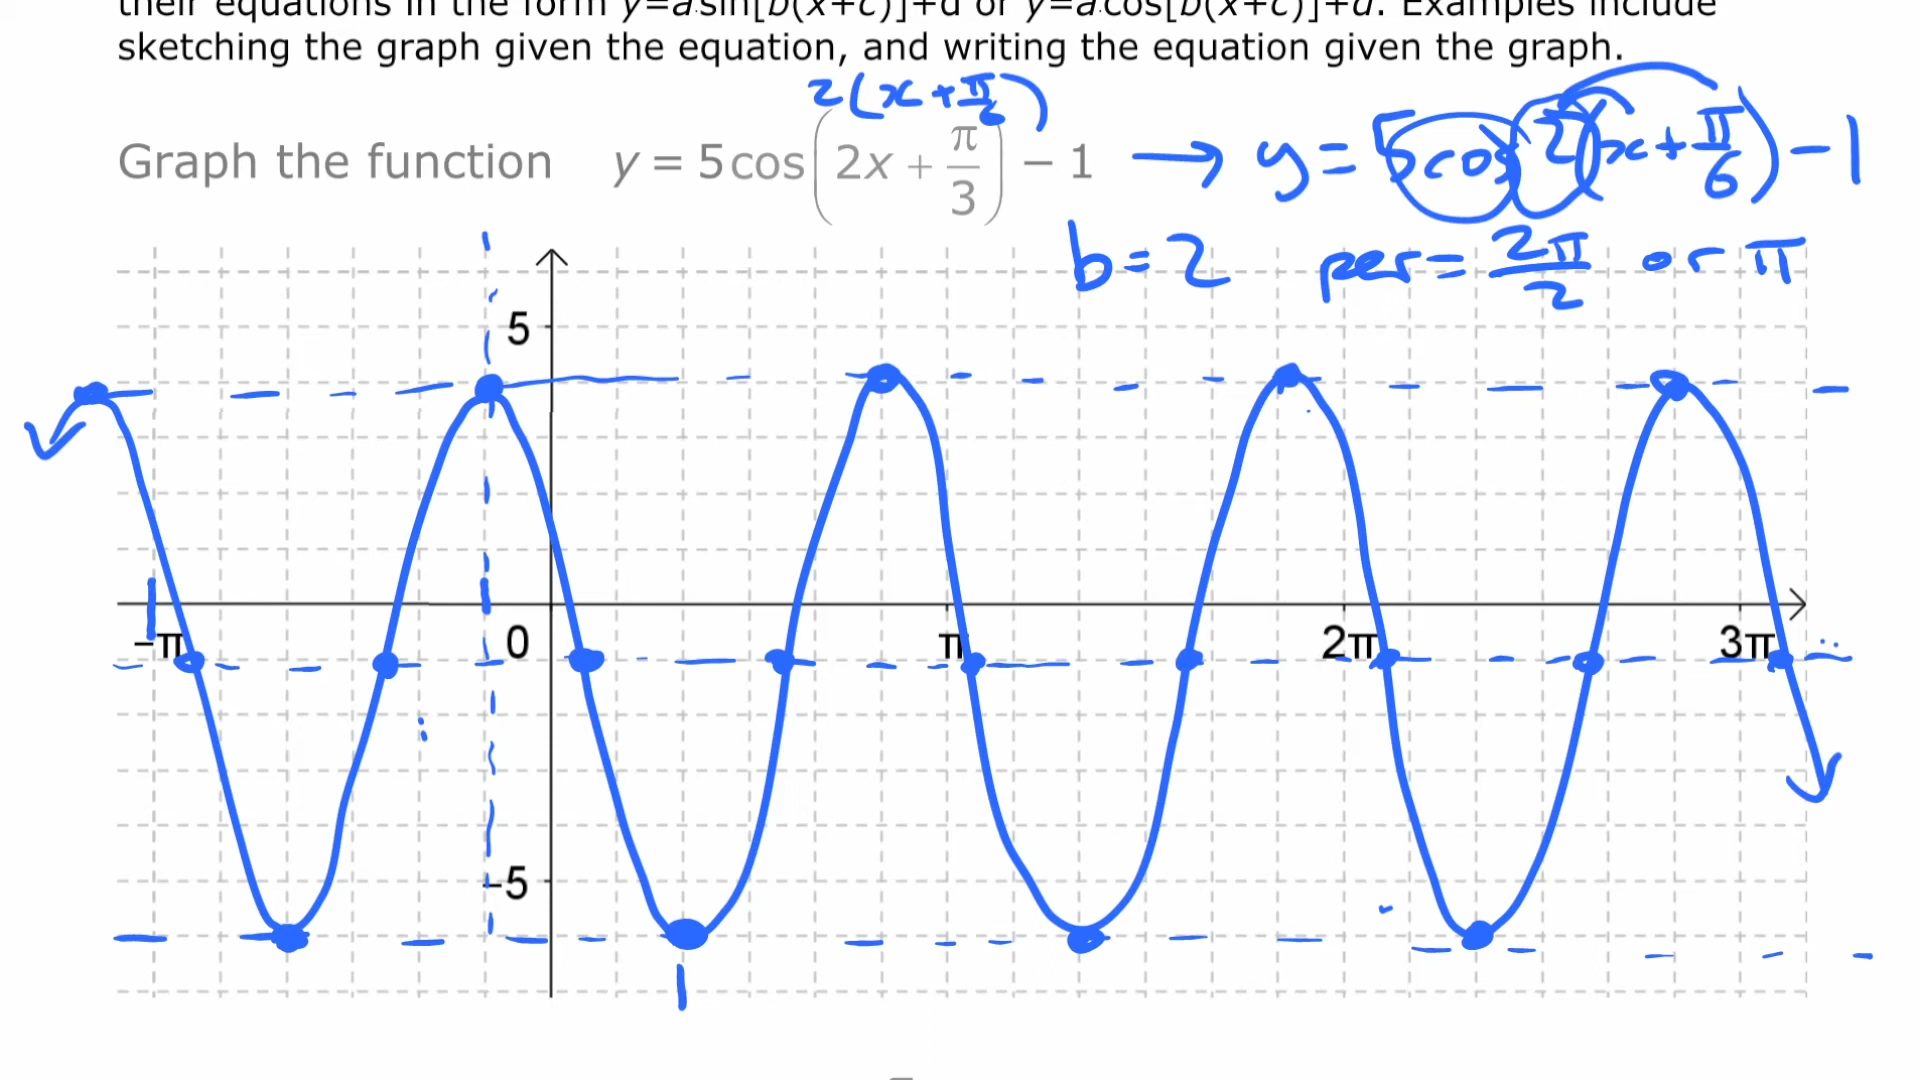 their equations in the form y=a·sin[b(x+c)]+d or y=a·cos[b(x+c)]+d. Examples include
sketching the graph given the equation, and writing the equation given the graph.
2(x+π/6)
Graph the function y = 5cos(2x + π/3) − 1 → y = 5cos 2(x+π/6) − 1
b = 2 per = 2π/2 or π
5
−π 0 π 2π 3π
−5